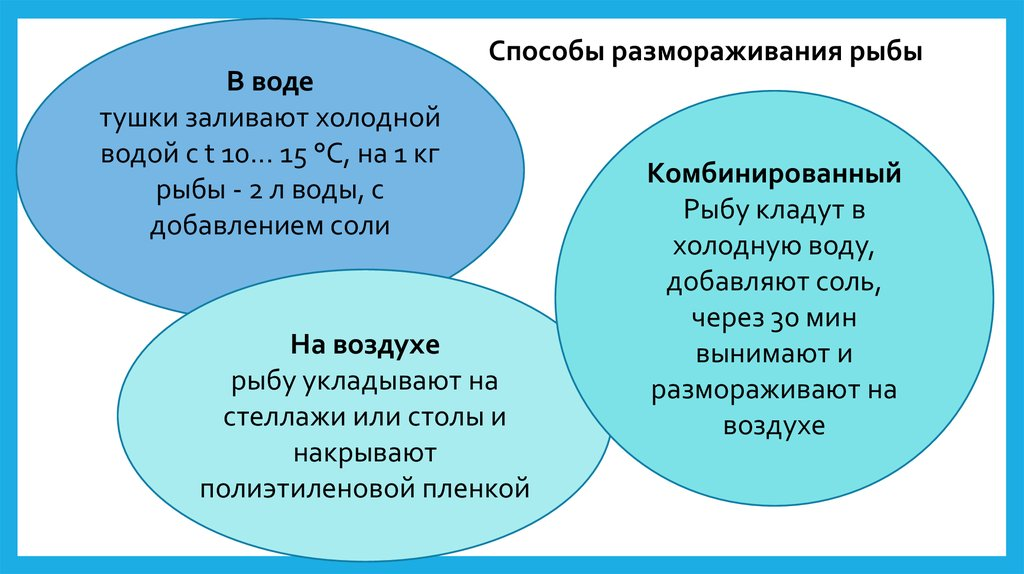 Способы размораживания рыбы
В воде
тушки заливают холодной
водой с t 10... 15 °С, на 1 кг
рыбы - 2 л воды, с
добавлением соли
На воздухе
рыбу укладывают на
стеллажи или столы и
накрывают
полиэтиленовой пленкой
Комбинированный
Рыбу кладут в
холодную воду,
добавляют соль,
через 30 мин
вынимают и
размораживают на
воздухе